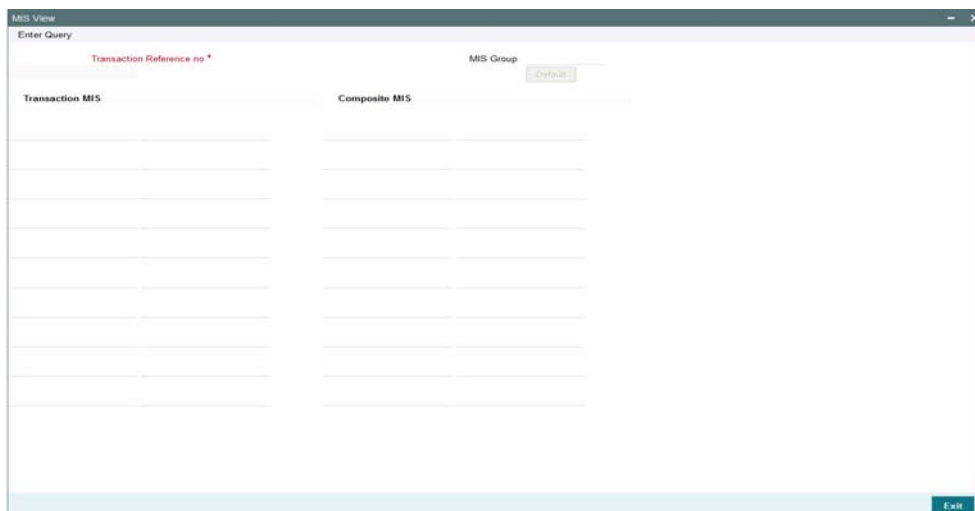 MIS View
Enter Query
Transaction Reference no *
MIS Group
Default
Transaction MIS
Composite MIS
Exit